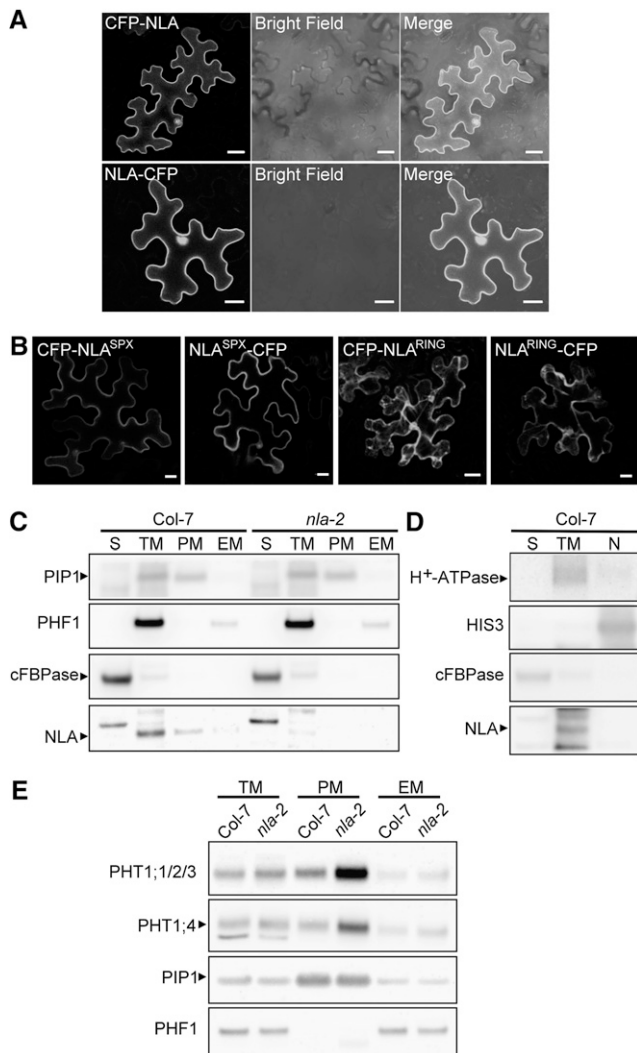 A
CFP-NLA Bright Field Merge
NLA-CFP Bright Field Merge
B
CFP-NLA^SPX NLA^SPX-CFP CFP-NLA^RING NLA^RING-CFP
C
Col-7 nla-2
S TM PM EM S TM PM EM
PIP1
PHF1
cFBPase
NLA
D
Col-7
S TM N
H+-ATPase
HIS3
cFBPase
NLA
E
TM PM EM
Col-7 nla-2 Col-7 nla-2 Col-7 nla-2
PHT1;1/2/3
PHT1;4
PIP1
PHF1